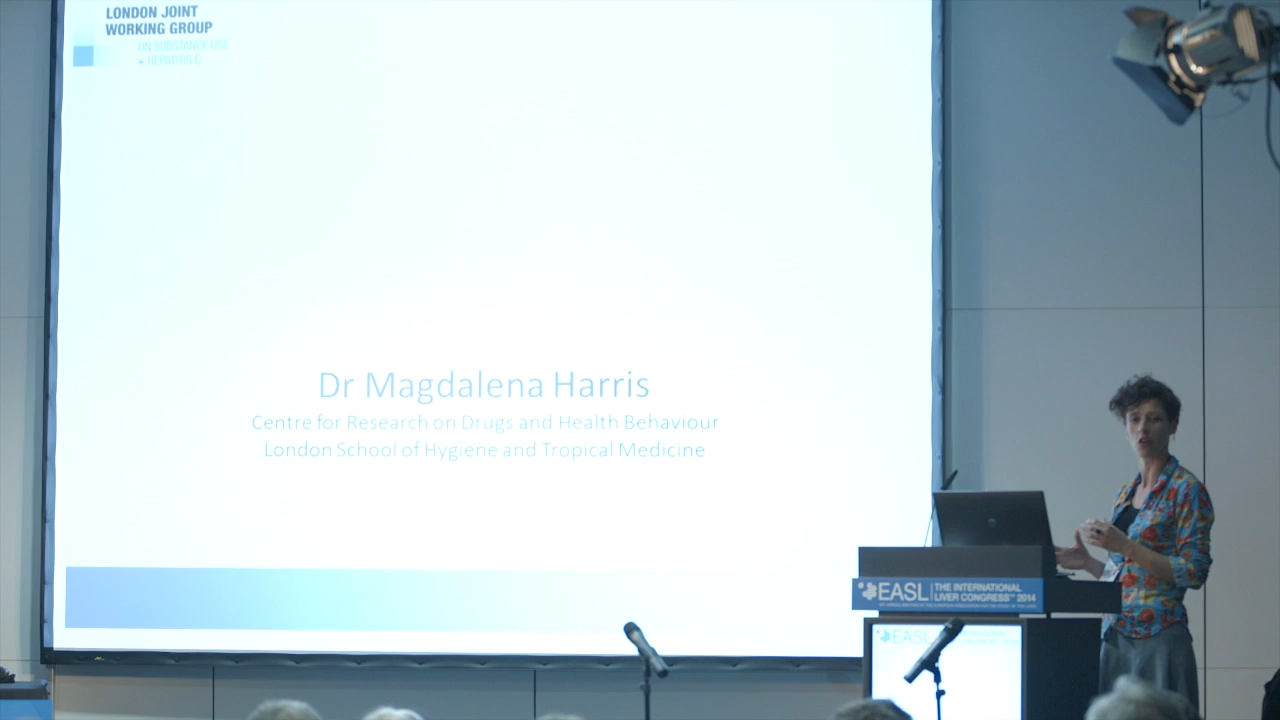 LONDON JOINT
WORKING GROUP
ON SUBSTANCE USE
+ HEPATITIS C
Dr Magdalena Harris
Centre for Research on Drugs and Health Behaviour
London School of Hygiene and Tropical Medicine
EASL
THE INTERNATIONAL
LIVER CONGRESS™ 2014
EASL